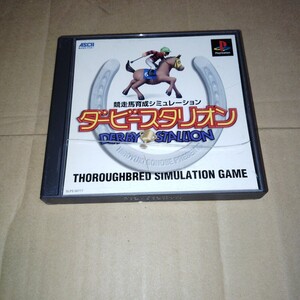 ASCII
PlayStation
競走馬育成シミュレーション
ダービースタリオン
DERBY STALLION
THOROUGHBRED SIMULATION GAME